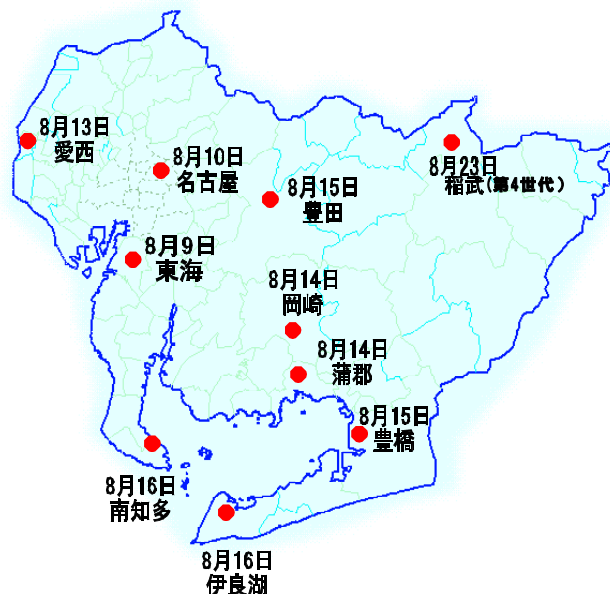 8月13日
愛西
8月10日
名古屋
8月15日
豊田
8月23日
稲武(第4世代)
8月9日
東海
8月14日
岡崎
8月14日
蒲郡
8月15日
豊橋
8月16日
南知多
8月16日
伊良湖